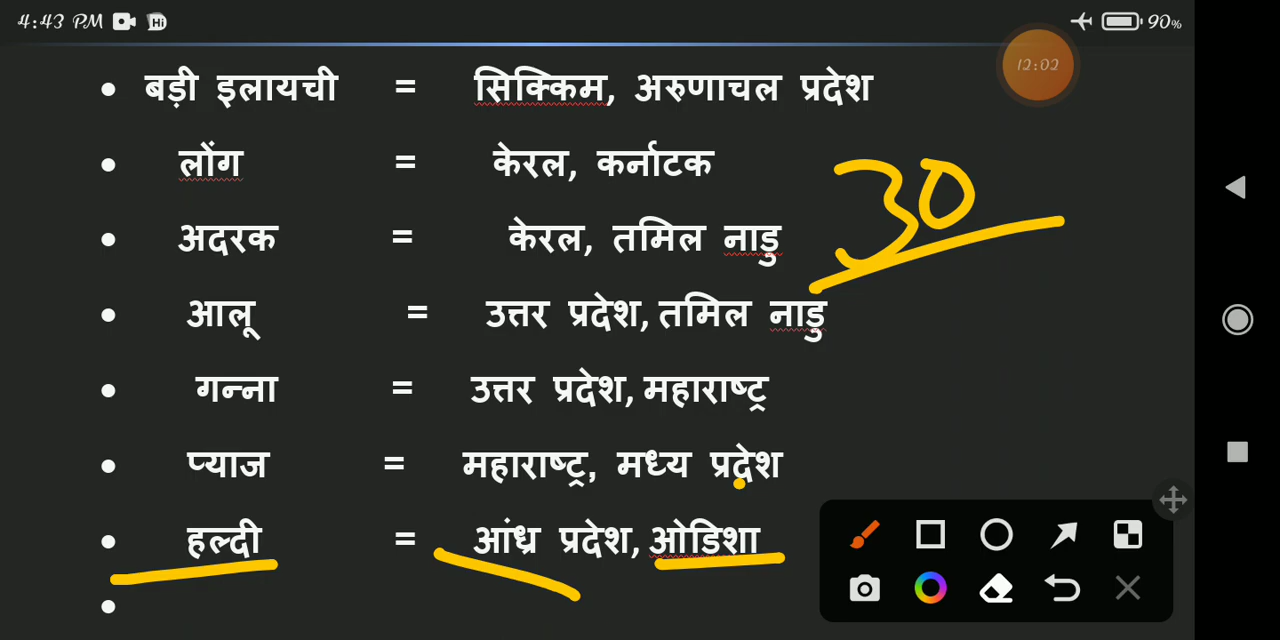 4:43 PM Hi 90%
12:02
• बड़ी इलायची = सिक्किम, अरुणाचल प्रदेश
• लोंग = केरल, कर्नाटक
30
• अदरक = केरल, तमिल नाडु
• आलू = उत्तर प्रदेश, तमिल नाडु
• गन्ना = उत्तर प्रदेश, महाराष्ट्र
• प्याज = महाराष्ट्र, मध्य प्रदेश
• हल्दी = आंध्र प्रदेश, ओडिशा
•